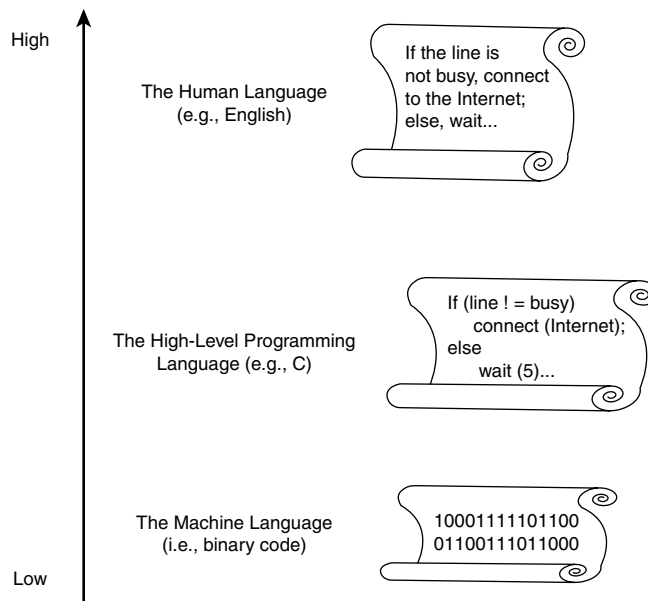 High
If the line is
not busy, connect
to the Internet;
else, wait...
The Human Language
(e.g., English)
If (line ! = busy)
connect (Internet);
else
wait (5)...
The High-Level Programming
Language (e.g., C)
The Machine Language
(i.e., binary code)
10001111101100
01100111011000
Low